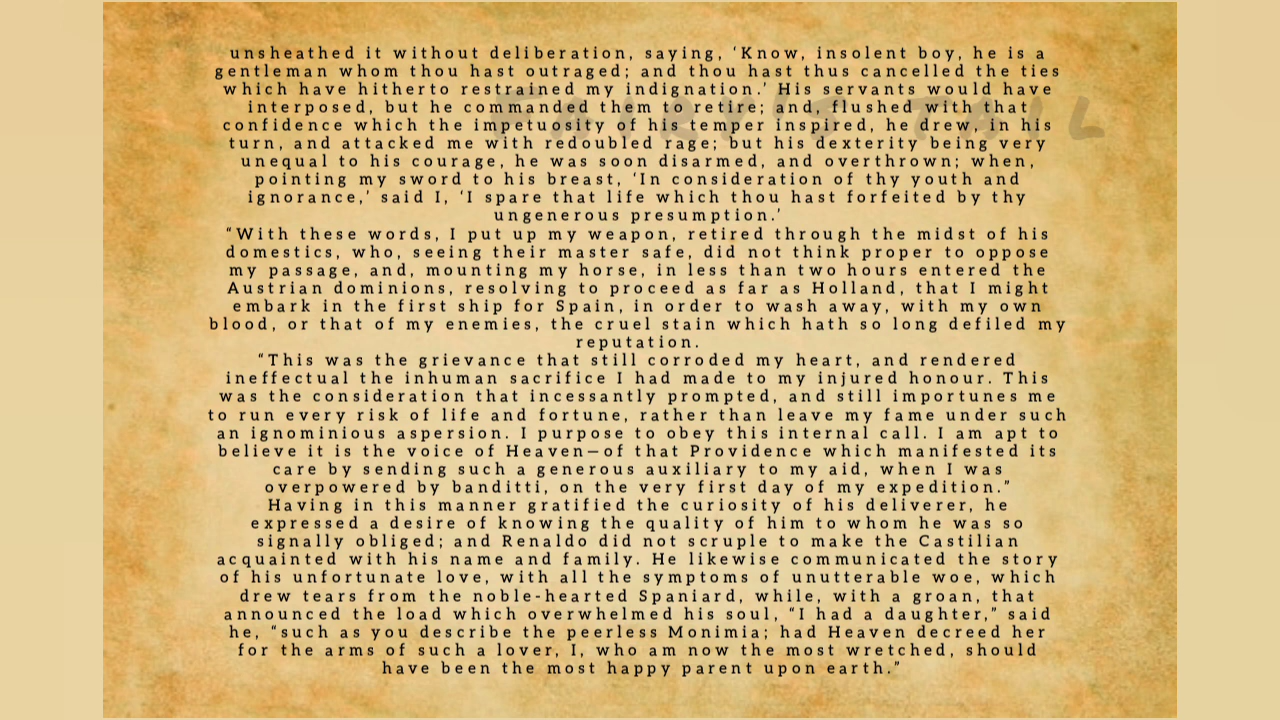 unsheathed it without deliberation, saying, ‘Know, insolent boy, he is a
gentleman whom thou hast outraged; and thou hast thus cancelled the ties
which have hitherto restrained my indignation.’ His servants would have
interposed, but he commanded them to retire; and, flushed with that
confidence which the impetuosity of his temper inspired, he drew, in his
turn, and attacked me with redoubled rage; but his dexterity being very
unequal to his courage, he was soon disarmed, and overthrown; when,
pointing my sword to his breast, ‘In consideration of thy youth and
ignorance,’ said I, ‘I spare that life which thou hast forfeited by thy
ungenerous presumption.’
“With these words, I put up my weapon, retired through the midst of his
domestics, who, seeing their master safe, did not think proper to oppose
my passage, and, mounting my horse, in less than two hours entered the
Austrian dominions, resolving to proceed as far as Holland, that I might
embark in the first ship for Spain, in order to wash away, with my own
blood, or that of my enemies, the cruel stain which hath so long defiled my
reputation.
“This was the grievance that still corroded my heart, and rendered
ineffectual the inhuman sacrifice I had made to my injured honour. This
was the consideration that incessantly prompted, and still importunes me
to run every risk of life and fortune, rather than leave my fame under such
an ignominious aspersion. I purpose to obey this internal call. I am apt to
believe it is the voice of Heaven—of that Providence which manifested its
care by sending such a generous auxiliary to my aid, when I was
overpowered by banditti, on the very first day of my expedition.”
Having in this manner gratified the curiosity of his deliverer, he
expressed a desire of knowing the quality of him to whom he was so
signally obliged; and Renaldo did not scruple to make the Castilian
acquainted with his name and family. He likewise communicated the story
of his unfortunate love, with all the symptoms of unutterable woe, which
drew tears from the noble-hearted Spaniard, while, with a groan, that
announced the load which overwhelmed his soul, “I had a daughter,” said
he, “such as you describe the peerless Monimia; had Heaven decreed her
for the arms of such a lover, I, who am now the most wretched, should
have been the most happy parent upon earth.”